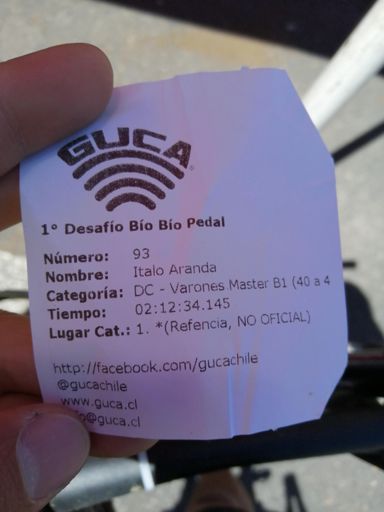 GUCA
1° Desafío Bío Bío Pedal
Número: 93
Nombre: Italo Aranda
Categoría: DC - Varones Master B1 (40 a 4
Tiempo: 02:12:34.145
Lugar Cat.: 1. *(Refencia, NO OFICIAL)
http://facebook.com/gucachile
@gucachile
www.guca.cl
@guca.cl